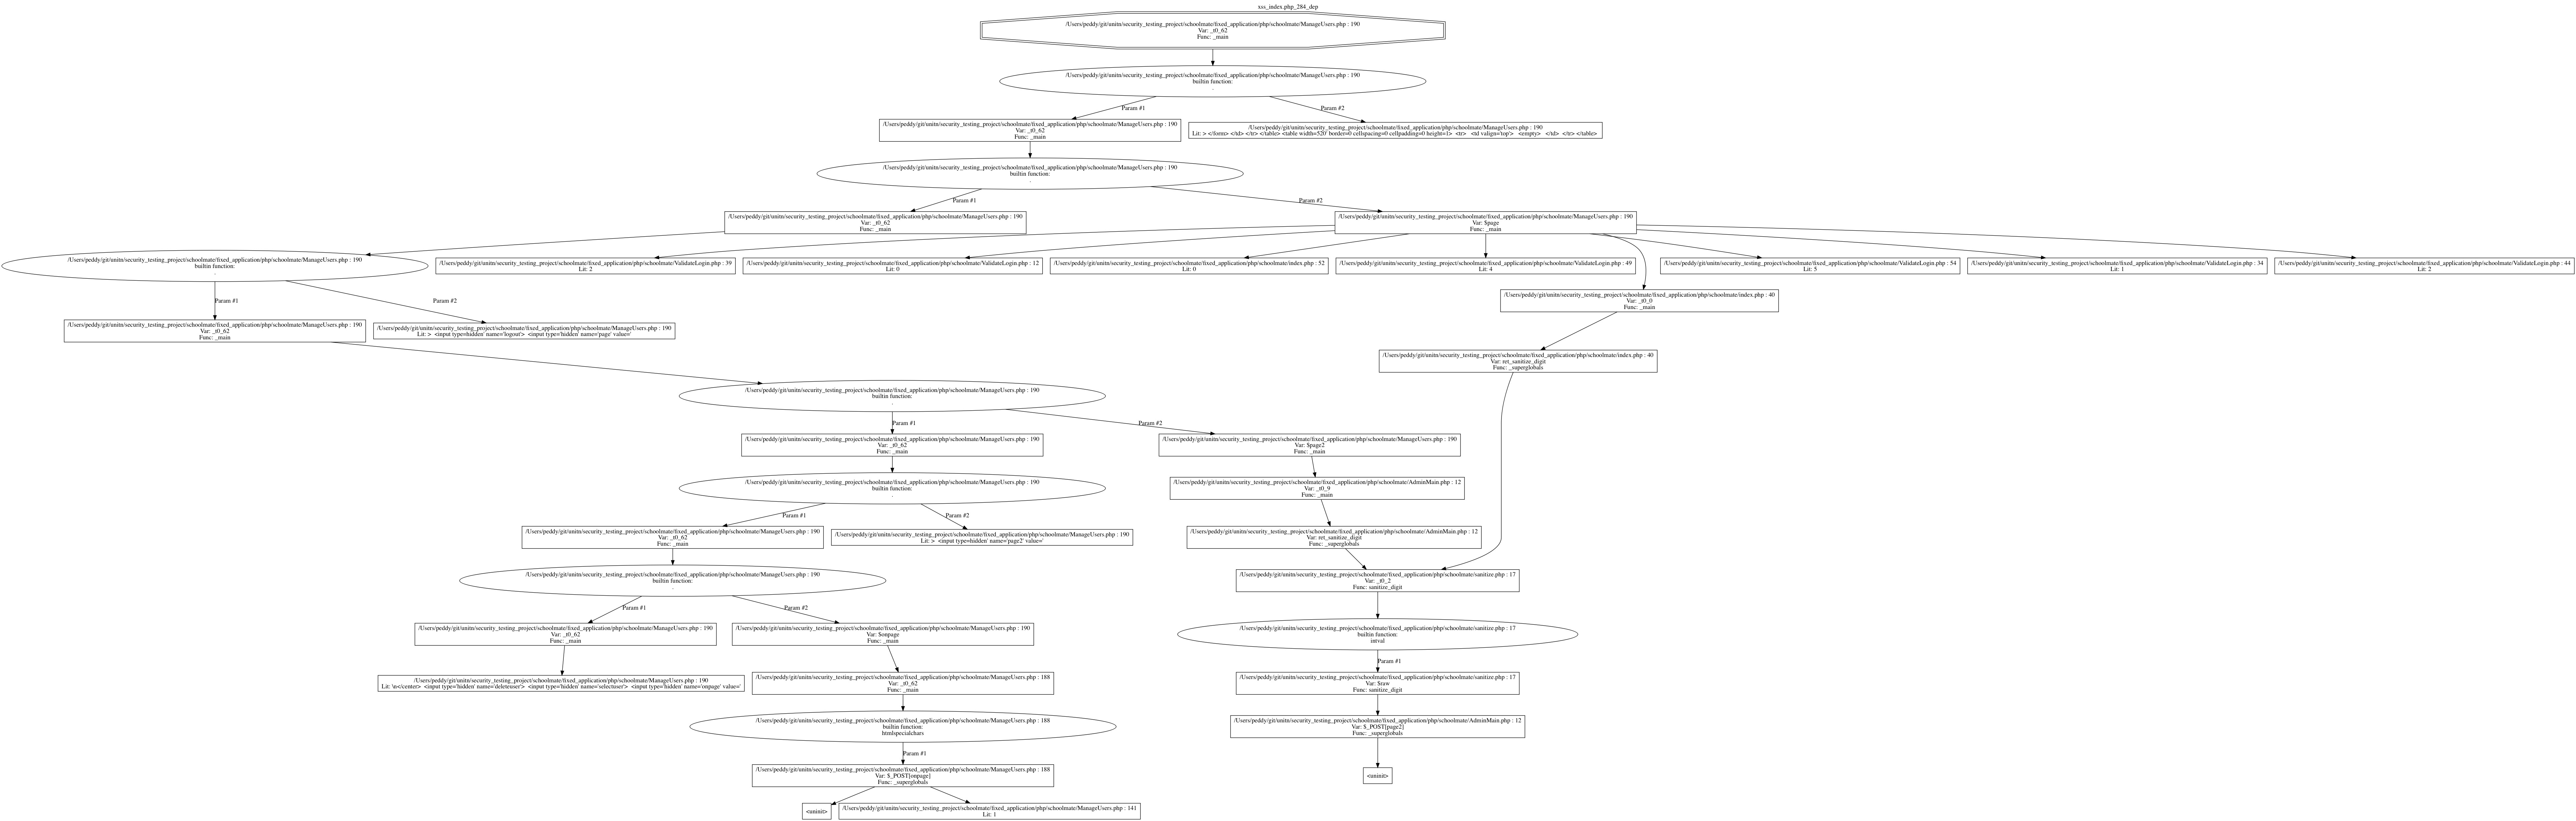 xss_index.php_284_dep
/Users/peddy/git/unitn/security_testing_project/schoolmate/fixed_application/php/schoolmate/ManageUsers.php : 190
Var: _t0_62
Func: _main
/Users/peddy/git/unitn/security_testing_project/schoolmate/fixed_application/php/schoolmate/ManageUsers.php : 190
builtin function:
.
Param #1
Param #2
/Users/peddy/git/unitn/security_testing_project/schoolmate/fixed_application/php/schoolmate/ManageUsers.php : 190
Var: _t0_62
Func: _main
/Users/peddy/git/unitn/security_testing_project/schoolmate/fixed_application/php/schoolmate/ManageUsers.php : 190
Lit: > </form> </td> </tr> </table> <table width='520' border=0 cellspacing=0 cellpadding=0 height=1> <tr> <td valign='top'> <empty> </td> </tr> </table>
/Users/peddy/git/unitn/security_testing_project/schoolmate/fixed_application/php/schoolmate/ManageUsers.php : 190
builtin function:
.
Param #1
Param #2
/Users/peddy/git/unitn/security_testing_project/schoolmate/fixed_application/php/schoolmate/ManageUsers.php : 190
Var: _t0_62
Func: _main
/Users/peddy/git/unitn/security_testing_project/schoolmate/fixed_application/php/schoolmate/ManageUsers.php : 190
Var: $page
Func: _main
/Users/peddy/git/unitn/security_testing_project/schoolmate/fixed_application/php/schoolmate/ManageUsers.php : 190
builtin function:
.
/Users/peddy/git/unitn/security_testing_project/schoolmate/fixed_application/php/schoolmate/ValidateLogin.php : 39
Lit: 2
/Users/peddy/git/unitn/security_testing_project/schoolmate/fixed_application/php/schoolmate/ValidateLogin.php : 12
Lit: 0
/Users/peddy/git/unitn/security_testing_project/schoolmate/fixed_application/php/schoolmate/index.php : 52
Lit: 0
/Users/peddy/git/unitn/security_testing_project/schoolmate/fixed_application/php/schoolmate/ValidateLogin.php : 49
Lit: 4
/Users/peddy/git/unitn/security_testing_project/schoolmate/fixed_application/php/schoolmate/ValidateLogin.php : 54
Lit: 5
/Users/peddy/git/unitn/security_testing_project/schoolmate/fixed_application/php/schoolmate/ValidateLogin.php : 34
Lit: 1
/Users/peddy/git/unitn/security_testing_project/schoolmate/fixed_application/php/schoolmate/ValidateLogin.php : 44
Lit: 2
Param #1
Param #2
/Users/peddy/git/unitn/security_testing_project/schoolmate/fixed_application/php/schoolmate/index.php : 40
Var: _t0_0
Func: _main
/Users/peddy/git/unitn/security_testing_project/schoolmate/fixed_application/php/schoolmate/ManageUsers.php : 190
Var: _t0_62
Func: _main
/Users/peddy/git/unitn/security_testing_project/schoolmate/fixed_application/php/schoolmate/ManageUsers.php : 190
Lit: > <input type=hidden' name='logout'> <input type='hidden' name='page' value='
/Users/peddy/git/unitn/security_testing_project/schoolmate/fixed_application/php/schoolmate/index.php : 40
Var: ret_sanitize_digit
Func: _superglobals
/Users/peddy/git/unitn/security_testing_project/schoolmate/fixed_application/php/schoolmate/ManageUsers.php : 190
builtin function:
.
Param #1
Param #2
/Users/peddy/git/unitn/security_testing_project/schoolmate/fixed_application/php/schoolmate/ManageUsers.php : 190
Var: _t0_62
Func: _main
/Users/peddy/git/unitn/security_testing_project/schoolmate/fixed_application/php/schoolmate/ManageUsers.php : 190
Var: $page2
Func: _main
/Users/peddy/git/unitn/security_testing_project/schoolmate/fixed_application/php/schoolmate/ManageUsers.php : 190
builtin function:
.
/Users/peddy/git/unitn/security_testing_project/schoolmate/fixed_application/php/schoolmate/AdminMain.php : 12
Var: _t0_9
Func: _main
Param #1
Param #2
/Users/peddy/git/unitn/security_testing_project/schoolmate/fixed_application/php/schoolmate/ManageUsers.php : 190
Var: _t0_62
Func: _main
/Users/peddy/git/unitn/security_testing_project/schoolmate/fixed_application/php/schoolmate/ManageUsers.php : 190
Lit: > <input type=hidden' name='page2' value='
/Users/peddy/git/unitn/security_testing_project/schoolmate/fixed_application/php/schoolmate/AdminMain.php : 12
Var: ret_sanitize_digit
Func: _superglobals
/Users/peddy/git/unitn/security_testing_project/schoolmate/fixed_application/php/schoolmate/ManageUsers.php : 190
builtin function:
.
/Users/peddy/git/unitn/security_testing_project/schoolmate/fixed_application/php/schoolmate/sanitize.php : 17
Var: _t0_2
Func: sanitize_digit
Param #1
Param #2
/Users/peddy/git/unitn/security_testing_project/schoolmate/fixed_application/php/schoolmate/ManageUsers.php : 190
Var: _t0_62
Func: _main
/Users/peddy/git/unitn/security_testing_project/schoolmate/fixed_application/php/schoolmate/ManageUsers.php : 190
Var: $onpage
Func: _main
/Users/peddy/git/unitn/security_testing_project/schoolmate/fixed_application/php/schoolmate/sanitize.php : 17
builtin function:
intval
Param #1
/Users/peddy/git/unitn/security_testing_project/schoolmate/fixed_application/php/schoolmate/ManageUsers.php : 190
Lit: \n</center> <input type='hidden' name='deleteuser'> <input type='hidden' name='selectuser'> <input type='hidden' name='onpage' value='
/Users/peddy/git/unitn/security_testing_project/schoolmate/fixed_application/php/schoolmate/ManageUsers.php : 188
Var: _t0_62
Func: _main
/Users/peddy/git/unitn/security_testing_project/schoolmate/fixed_application/php/schoolmate/sanitize.php : 17
Var: $raw
Func: sanitize_digit
/Users/peddy/git/unitn/security_testing_project/schoolmate/fixed_application/php/schoolmate/ManageUsers.php : 188
builtin function:
htmlspecialchars
/Users/peddy/git/unitn/security_testing_project/schoolmate/fixed_application/php/schoolmate/AdminMain.php : 12
Var: $_POST[page2]
Func: _superglobals
Param #1
/Users/peddy/git/unitn/security_testing_project/schoolmate/fixed_application/php/schoolmate/ManageUsers.php : 188
Var: $_POST[onpage]
Func: _superglobals
<uninit>
<uninit>
/Users/peddy/git/unitn/security_testing_project/schoolmate/fixed_application/php/schoolmate/ManageUsers.php : 141
Lit: 1